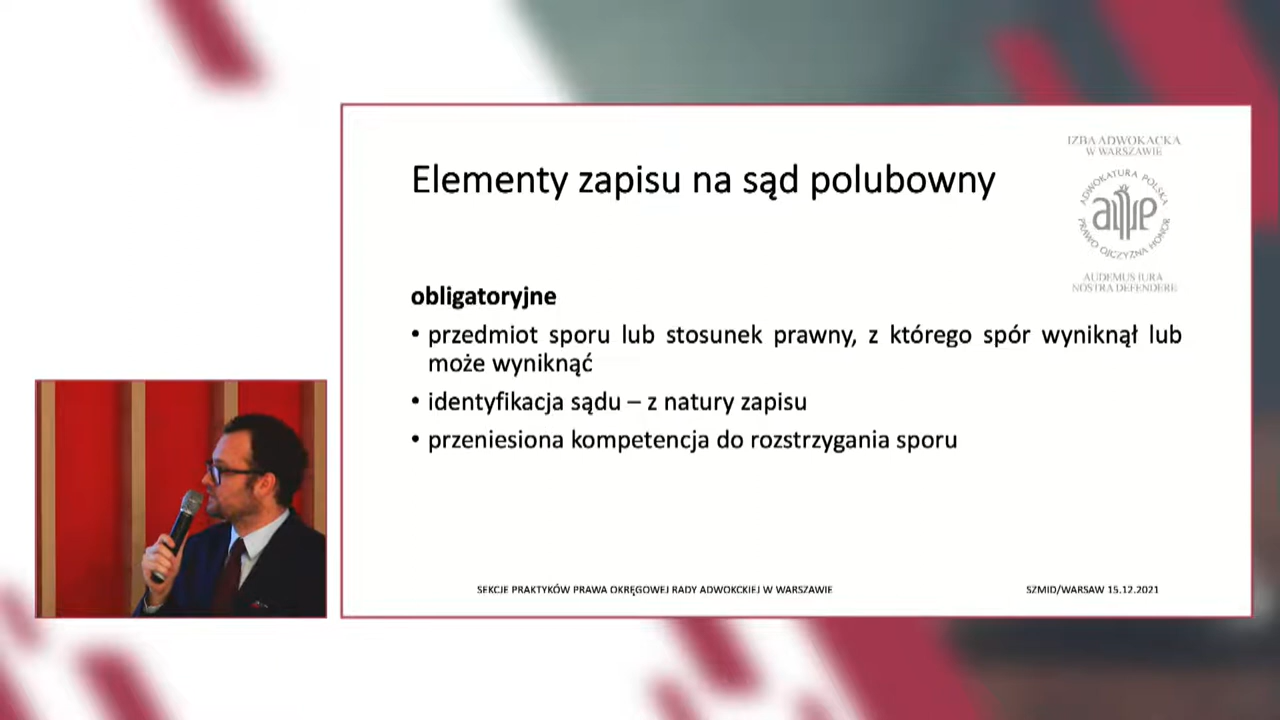 IZBA ADWOKACKA
W WARSZAWIE
Elementy zapisu na sąd polubowny
ADWOKATURA POLSKA
PRAWO OJCZYZNA HONOR
AUDEMUS IURA
NOSTRA DEFENDERE
obligatoryjne
• przedmiot sporu lub stosunek prawny, z którego spór wyniknął lub
może wyniknąć
• identyfikacja sądu – z natury zapisu
• przeniesiona kompetencja do rozstrzygania sporu
SEKCJE PRAKTYKÓW PRAWA OKRĘGOWEJ RADY ADWOKCKIEJ W WARSZAWIE
SZMID/WARSAW 15.12.2021